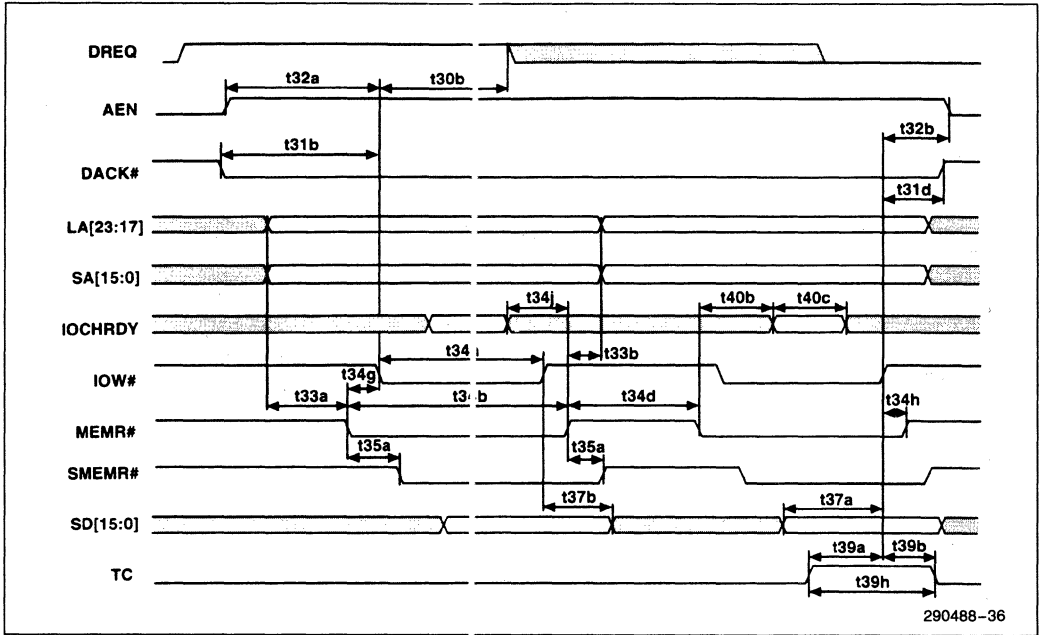 DREQ
t32a t30b
AEN
t32b
t31b
DACK#
t31d
LA[23:17]
SA[15:0]
t34j t40b t40c
IOCHRDY
t34 t33b
IOW#
t34g
t33a t34b t34d t34h
MEMR#
t35a t35a
SMEMR#
t37b t37a
SD[15:0]
t39a t39b
TC
t39h
290488-36